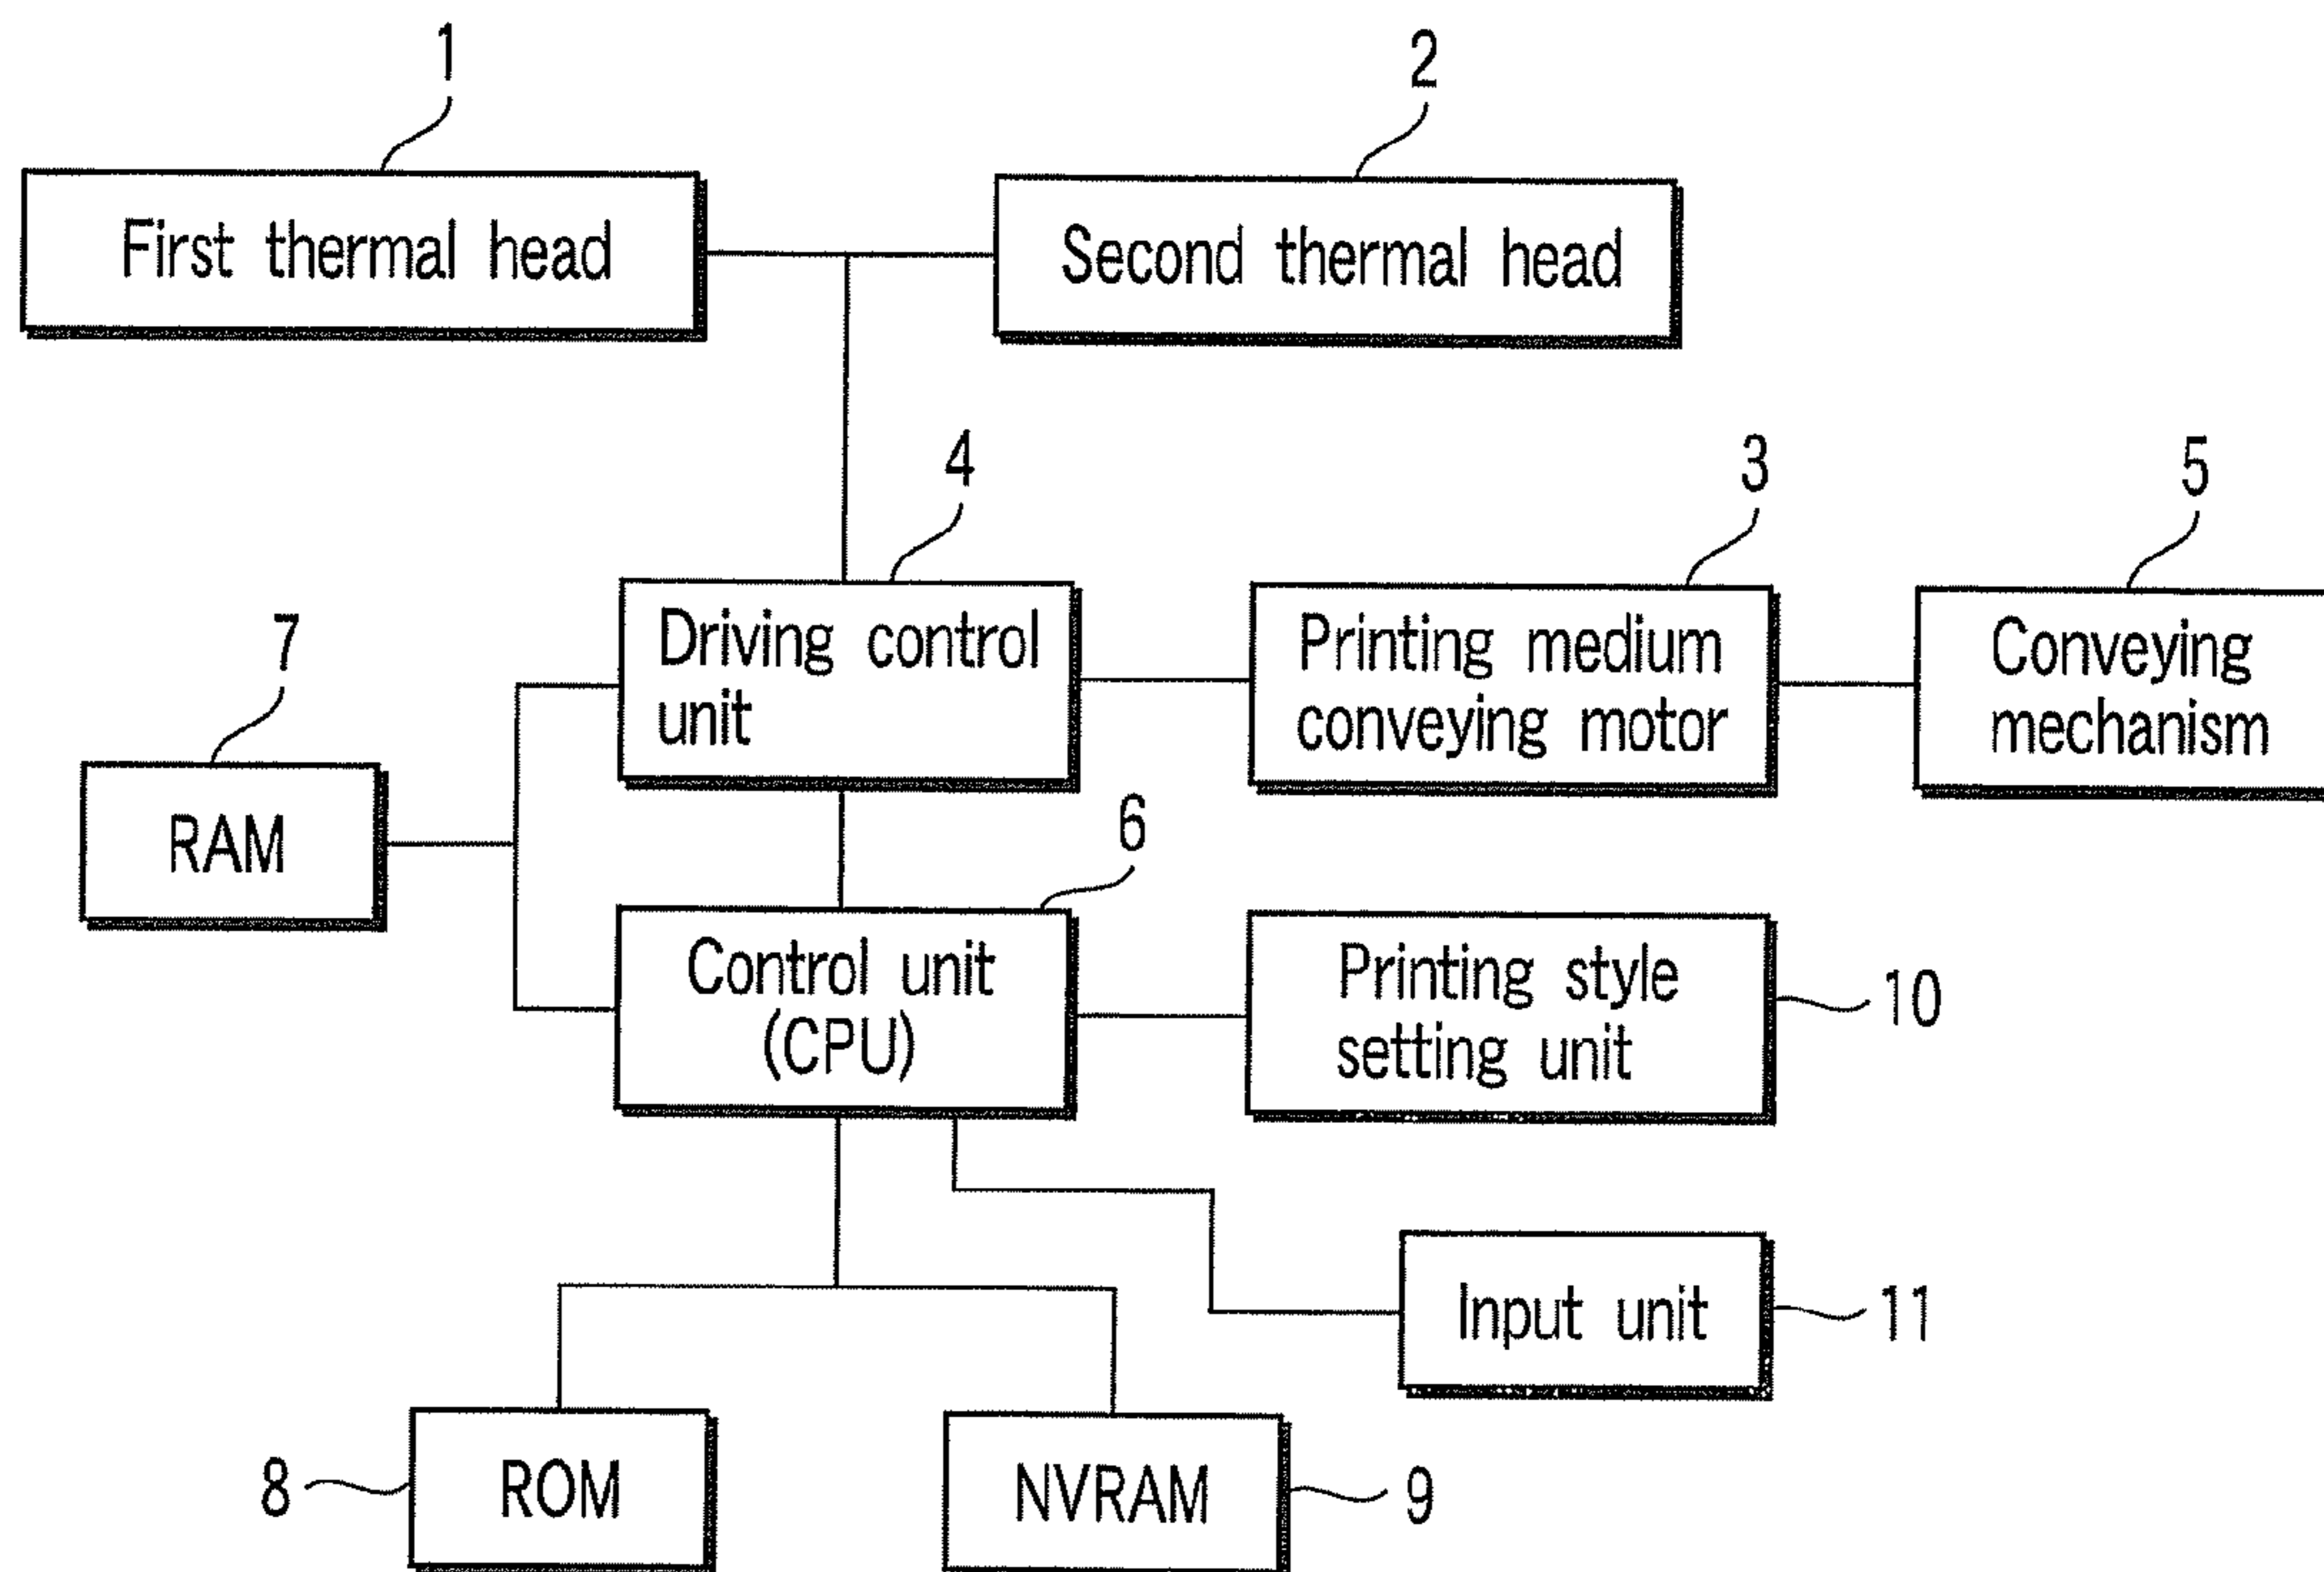 1
2
First thermal head
Second thermal head
4
3
5
7
Driving control
unit
Printing medium
conveying motor
Conveying
mechanism
RAM
6
Control unit
(CPU)
Printing style
setting unit
10
Input unit
11
8
ROM
NVRAM
9